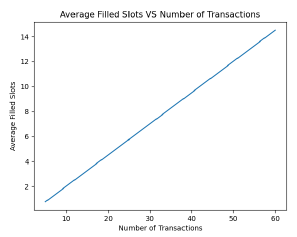 Average Filled Slots VS Number of Transactions
14
12
10
8
6
4
2
Average Filled Slots
10 20 30 40 50 60
Number of Transactions